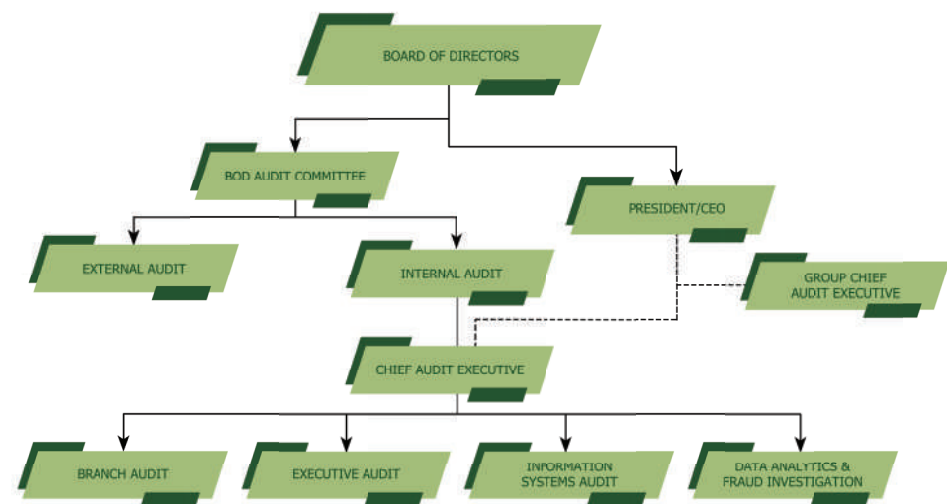 BOARD OF DIRECTORS
BOD AUDIT COMMITTEE
PRESIDENT/CEO
EXTERNAL AUDIT
INTERNAL AUDIT
GROUP CHIEF
AUDIT EXECUTIVE
CHIEF AUDIT EXECUTIVE
BRANCH AUDIT
EXECUTIVE AUDIT
INFORMATION
SYSTEMS AUDIT
DATA ANALYTICS &
FRAUD INVESTIGATION